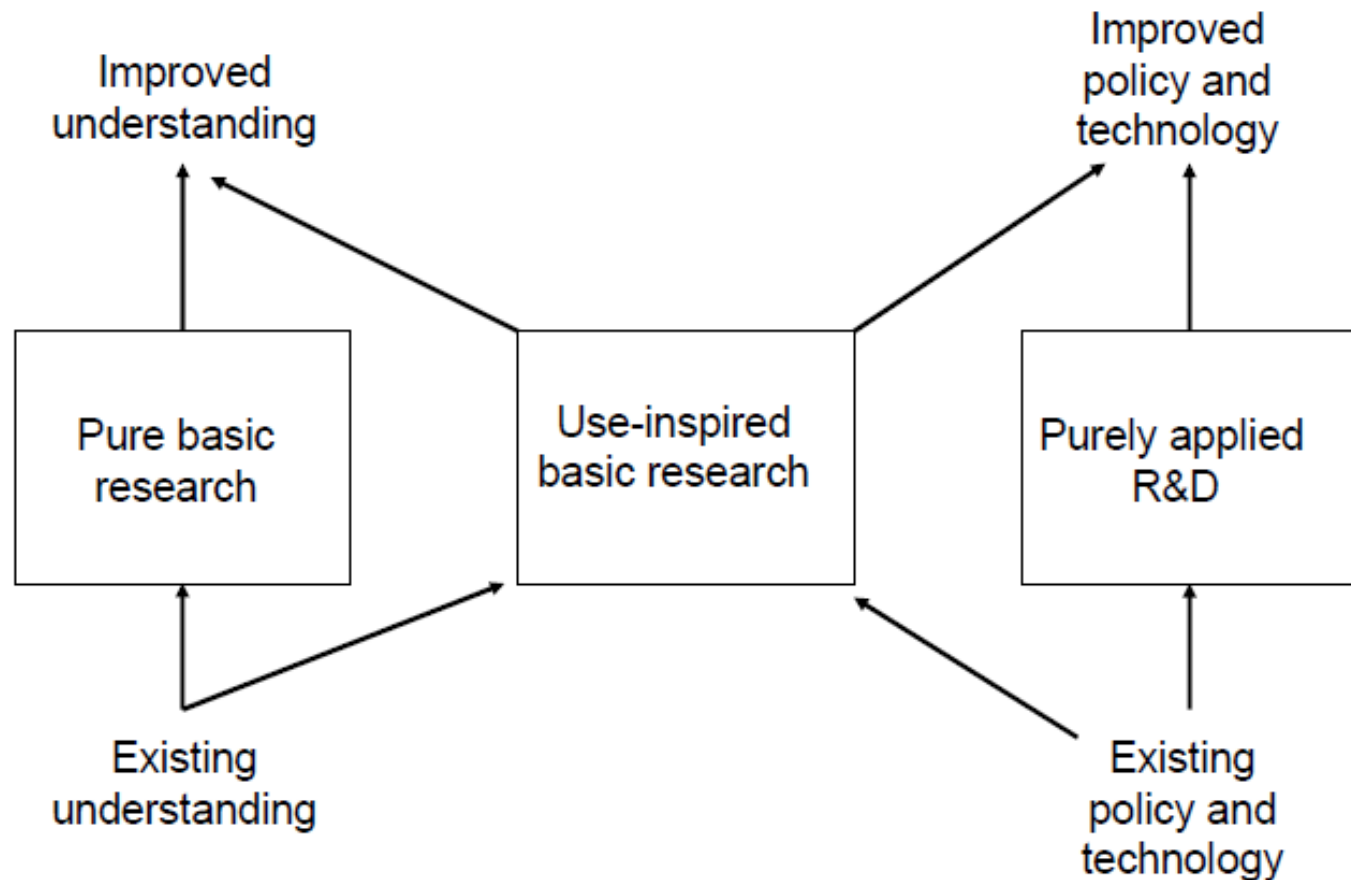 Improved
understanding
Improved
policy and
technology
Pure basic
research
Use-inspired
basic research
Purely applied
R&D
Existing
understanding
Existing
policy and
technology